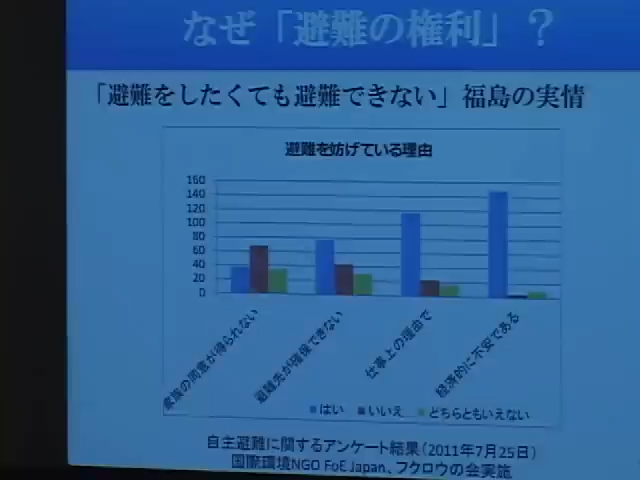 なぜ「避難の権利」？
「避難をしたくても避難できない」福島の実情
避難を妨げている理由
160
140
120
100
80
60
40
20
0
家族の同意が得られない
避難先が確保できない
仕事上の理由で
経済的に不安である
はい いいえ どちらともいえない
自主避難に関するアンケート結果（2011年7月25日）
国際環境NGO FoE Japan、フクロウの会実施